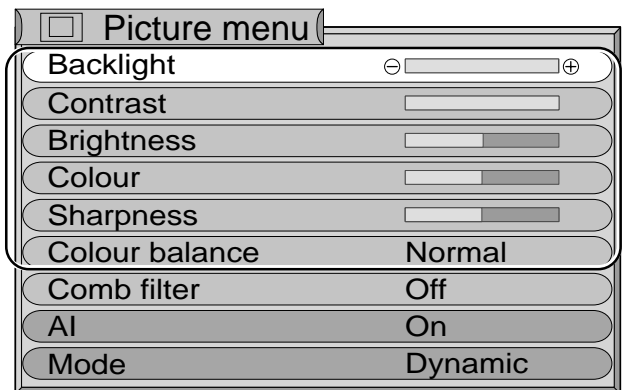 Picture menu
Backlight
Contrast
Brightness
Colour
Sharpness
Colour balance Normal
Comb filter Off
AI On
Mode Dynamic